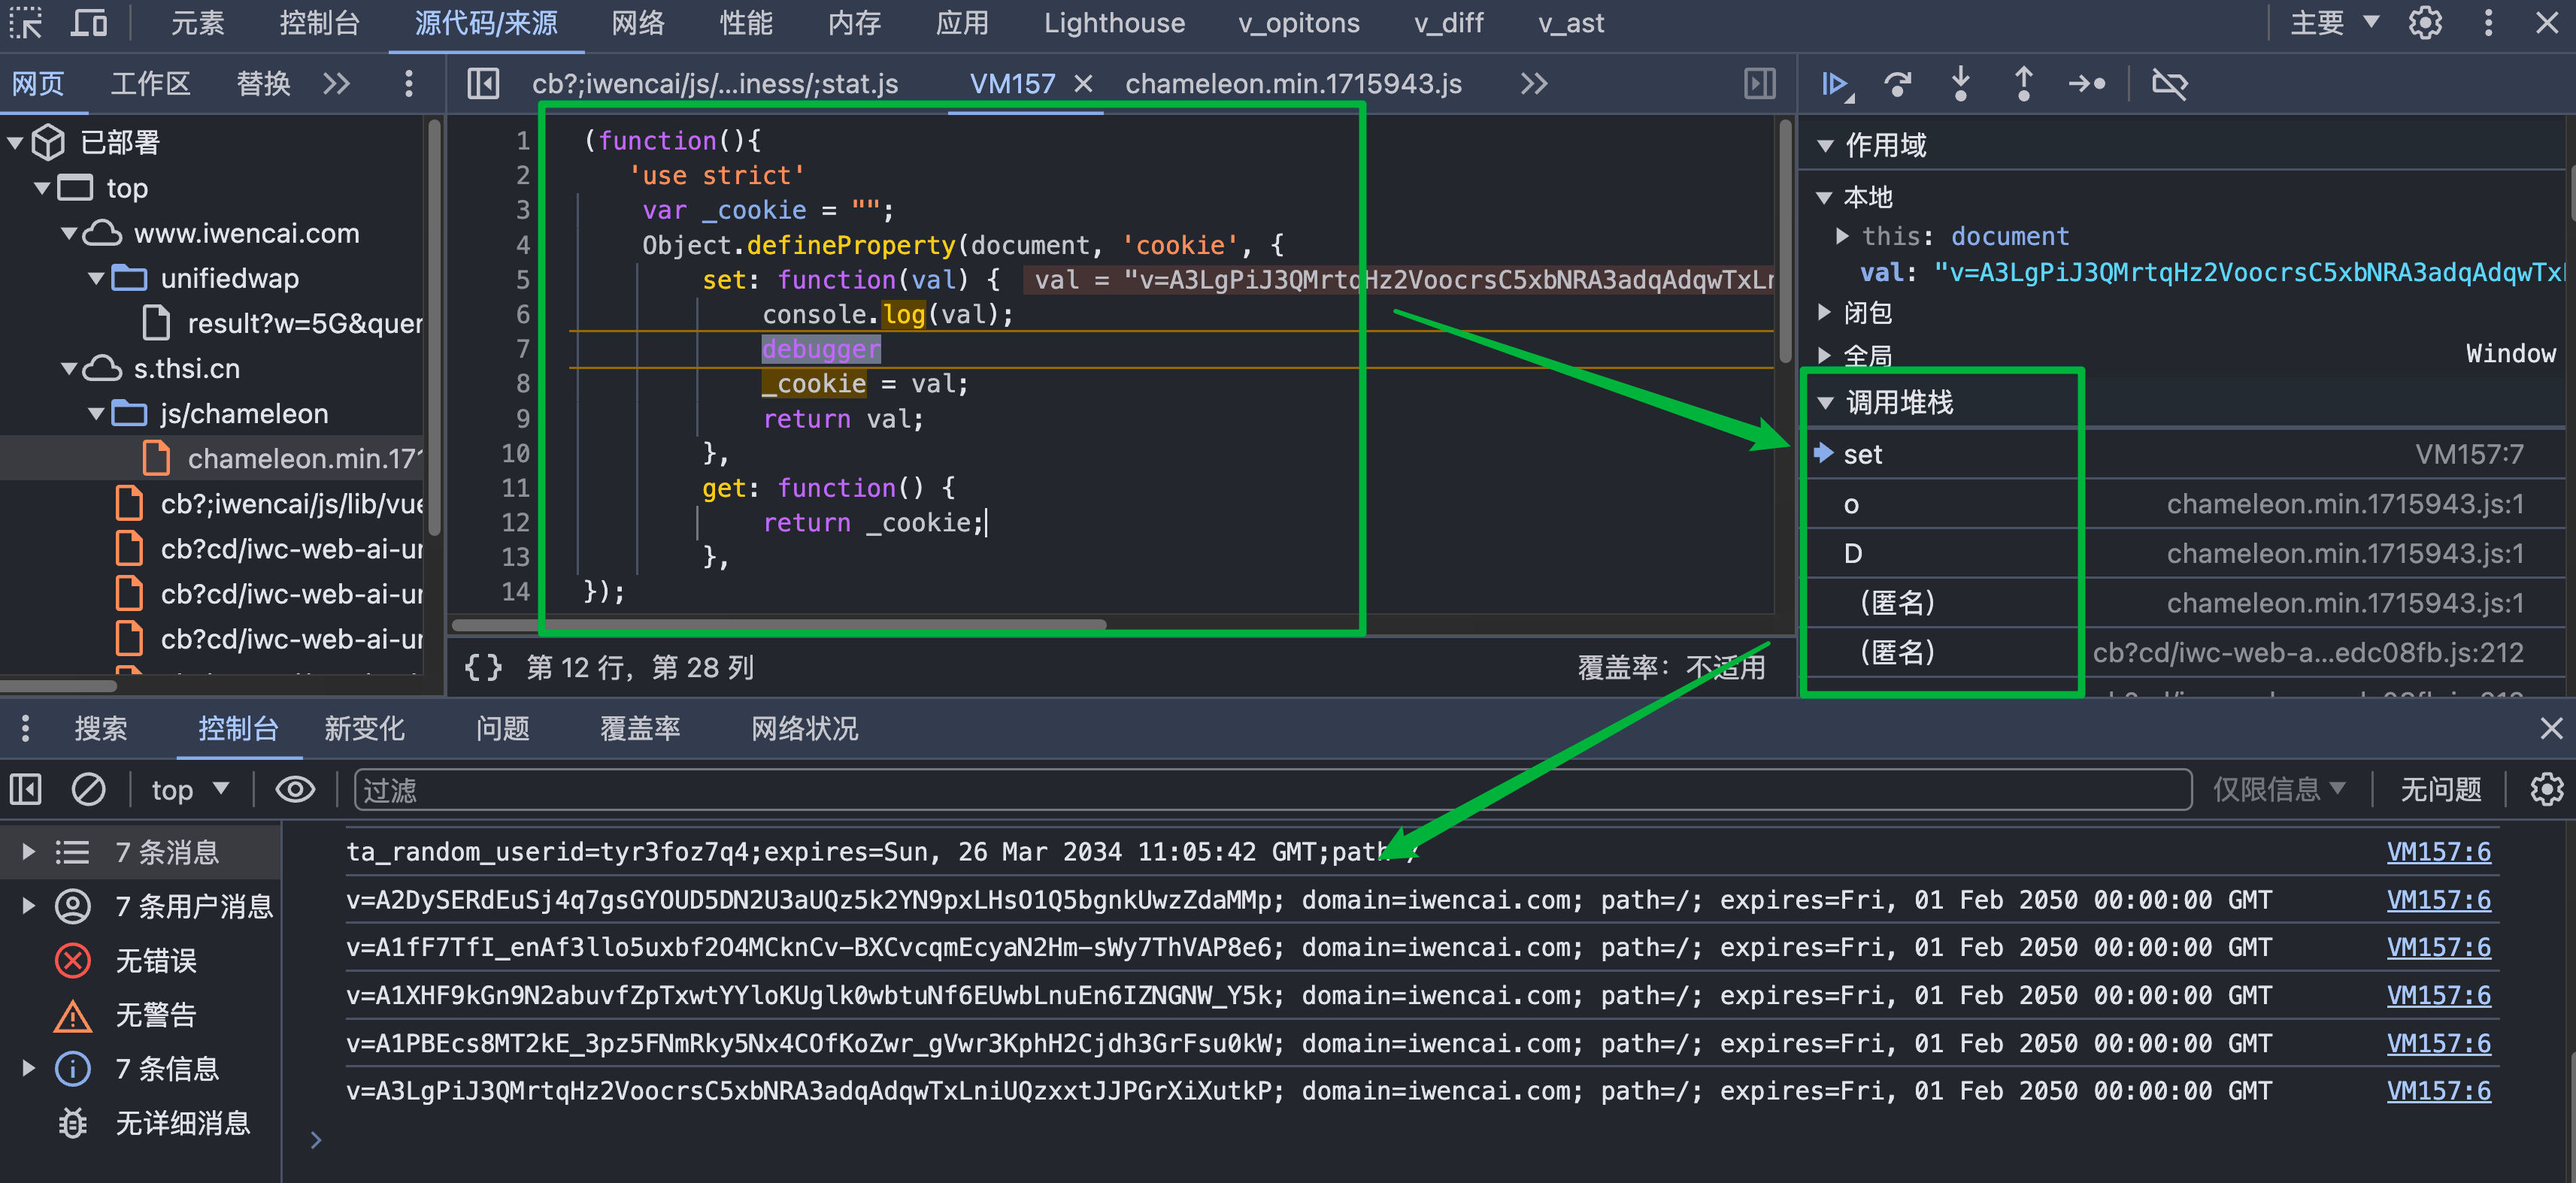 元素 控制台 源代码/来源 网络 性能 内存 应用 Lighthouse v_opitons v_diff v_ast 主要
网页 工作区 替换
cb?;iwencai/js/...iness/;stat.js VM157 chameleon.min.1715943.js
已部署
top
www.iwencai.com
unifiedwap
result?w=5G&quer
s.thsi.cn
js/chameleon
chameleon.min.171
cb?;iwencai/js/lib/vue
cb?cd/iwc-web-ai-ur
cb?cd/iwc-web-ai-ur
cb?cd/iwc-web-ai-ur
1 (function(){
2 'use strict'
3 var _cookie = "";
4 Object.defineProperty(document, 'cookie', {
5 set: function(val) { val = "v=A3LgPiJ3QMrtqHz2VoocrsC5xbNRA3adqAdqwTxLr
6 console.log(val);
7 debugger
8 _cookie = val;
9 return val;
10 },
11 get: function() {
12 return _cookie;
13 },
14 });
{} 第 12 行，第 28 列 覆盖率：不适用
作用域
本地
this: document
val: "v=A3LgPiJ3QMrtqHz2VoocrsC5xbNRA3adqAdqwTx
闭包
全局 Window
调用堆栈
set VM157:7
o chameleon.min.1715943.js:1
D chameleon.min.1715943.js:1
(匿名) chameleon.min.1715943.js:1
(匿名) cb?cd/iwc-web-a...edc08fb.js:212
搜索 控制台 新变化 问题 覆盖率 网络状况
top 过滤 仅限信息 无问题
7 条消息
7 条用户消息
无错误
无警告
7 条信息
无详细消息
ta_random_userid=tyr3foz7q4;expires=Sun, 26 Mar 2034 11:05:42 GMT;path=/ VM157:6
v=A2DySERdEuSj4q7gsGYOUD5DN2U3aUQz5k2YN9pxLHsO1Q5bgnkUwzZdaMMp; domain=iwencai.com; path=/; expires=Fri, 01 Feb 2050 00:00:00 GMT VM157:6
v=A1fF7TfI_enAf3llo5uxbf2O4MCknCv-BXCvcqmEcyaN2Hm-sWy7ThVAP8e6; domain=iwencai.com; path=/; expires=Fri, 01 Feb 2050 00:00:00 GMT VM157:6
v=A1XHF9kGn9N2abuvfZpTxwtYYloKUglk0wbtuNf6EUwbLnuEn6IZNGNW_Y5k; domain=iwencai.com; path=/; expires=Fri, 01 Feb 2050 00:00:00 GMT VM157:6
v=A1PBEcs8MT2kE_3pz5FNmRky5Nx4COfKoZwr_gVwr3KphH2Cjdh3GrFsu0kW; domain=iwencai.com; path=/; expires=Fri, 01 Feb 2050 00:00:00 GMT VM157:6
v=A3LgPiJ3QMrtqHz2VoocrsC5xbNRA3adqAdqwTxLniUQzxxtJJPGrXiXutkP; domain=iwencai.com; path=/; expires=Fri, 01 Feb 2050 00:00:00 GMT VM157:6